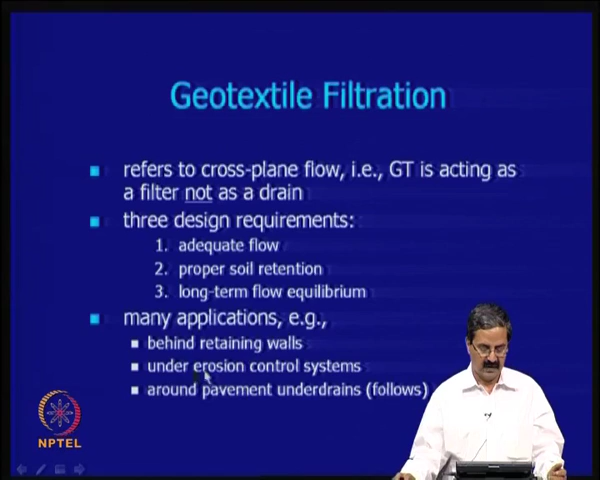 Geotextile Filtration
refers to cross-plane flow, i.e., GT is acting as
a filter not as a drain
three design requirements:
1. adequate flow
2. proper soil retention
3. long-term flow equilibrium
many applications, e.g.,
behind retaining walls
under erosion control systems
around pavement underdrains (follows)
NPTEL